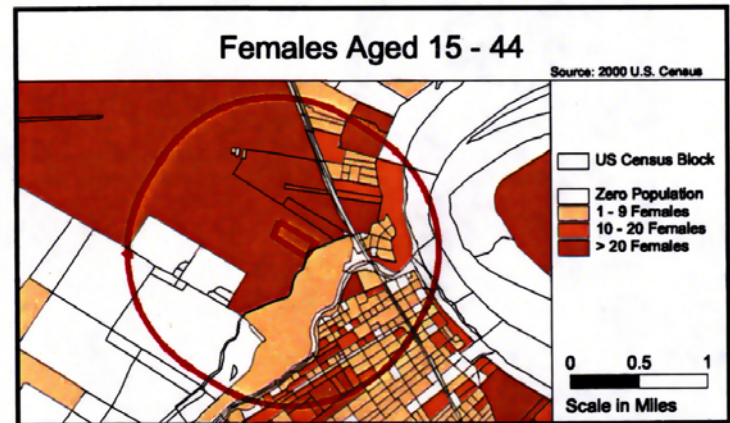 Females Aged 15 - 44
Source: 2000 U.S. Census
US Census Block
Zero Population
1 - 9 Females
10 - 20 Females
> 20 Females
0 0.5 1
Scale in Miles